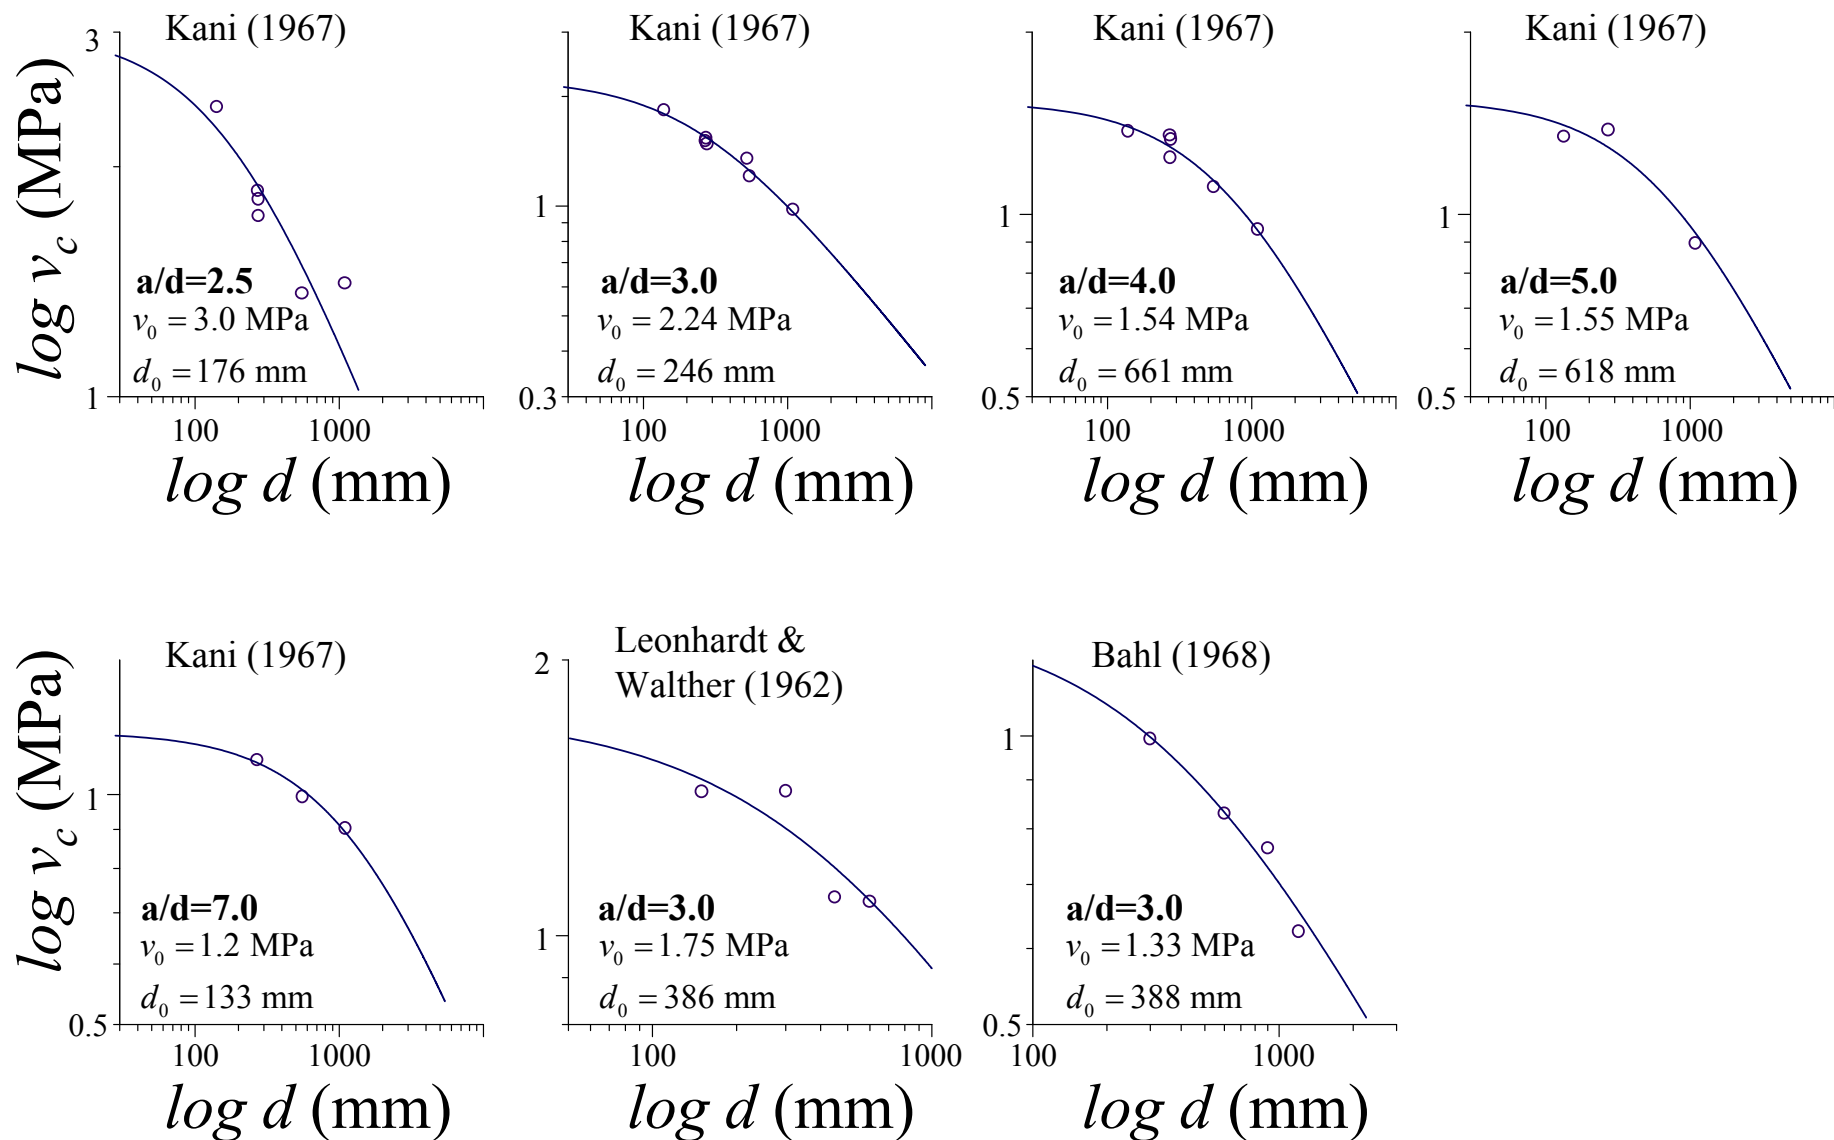 Kani (1967)
3
1
log v_c (MPa)
a/d=2.5
v_0 = 3.0 MPa
d_0 = 176 mm
100 1000
log d (mm)
Kani (1967)
1
0.3
a/d=3.0
v_0 = 2.24 MPa
d_0 = 246 mm
100 1000
log d (mm)
Kani (1967)
1
0.5
a/d=4.0
v_0 = 1.54 MPa
d_0 = 661 mm
100 1000
log d (mm)
Kani (1967)
1
0.5
a/d=5.0
v_0 = 1.55 MPa
d_0 = 618 mm
100 1000
log d (mm)
Kani (1967)
1
0.5
log v_c (MPa)
a/d=7.0
v_0 = 1.2 MPa
d_0 = 133 mm
100 1000
log d (mm)
Leonhardt &
Walther (1962)
2
1
a/d=3.0
v_0 = 1.75 MPa
d_0 = 386 mm
100 1000
log d (mm)
Bahl (1968)
1
0.5
a/d=3.0
v_0 = 1.33 MPa
d_0 = 388 mm
100 1000
log d (mm)